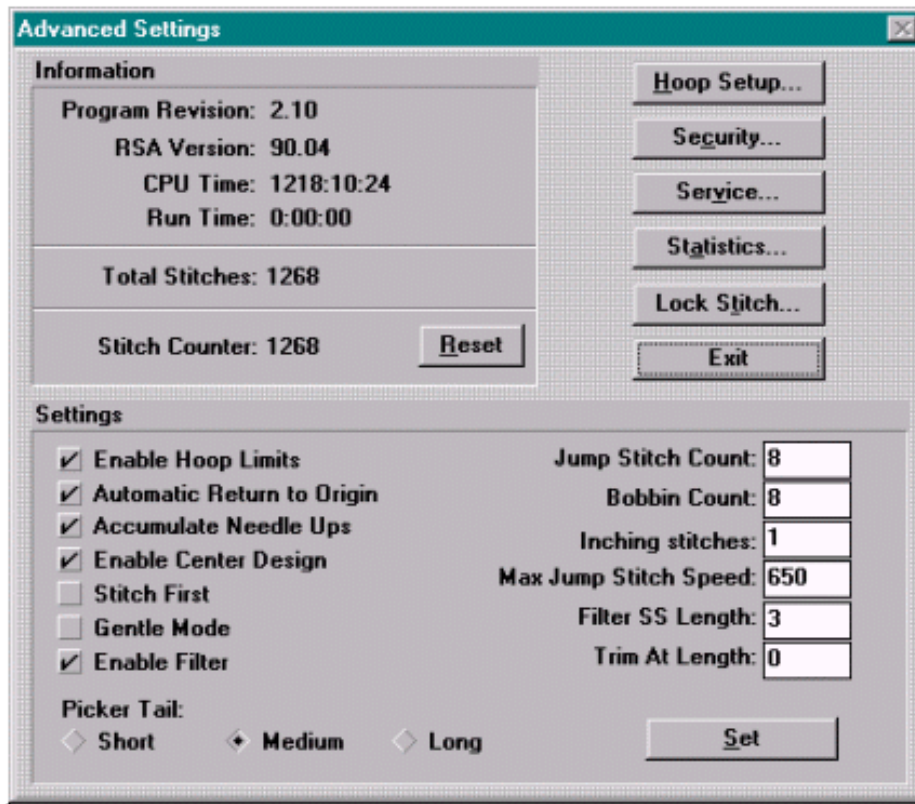 Advanced Settings
Information
Program Revision: 2.10
RSA Version: 90.04
CPU Time: 1218:10:24
Run Time: 0:00:00
Total Stitches: 1268
Stitch Counter: 1268
Reset
Hoop Setup...
Security...
Service...
Statistics...
Lock Stitch...
Exit
Settings
Enable Hoop Limits
Automatic Return to Origin
Accumulate Needle Ups
Enable Center Design
Stitch First
Gentle Mode
Enable Filter
Jump Stitch Count: 8
Bobbin Count: 8
Inching stitches: 1
Max Jump Stitch Speed: 650
Filter SS Length: 3
Trim At Length: 0
Picker Tail:
Short Medium Long
Set